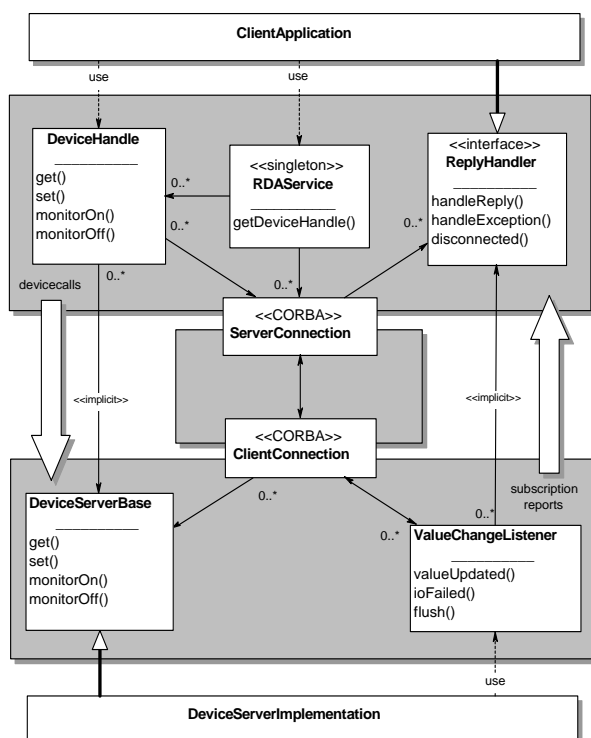 ClientApplication
use
use
DeviceHandle
get()
set()
monitorOn()
monitorOff()
<<singleton>>
RDAService
getDeviceHandle()
<<interface>>
ReplyHandler
handleReply()
handleException()
disconnected()
0..*
0..*
0..*
0..*
0..*
devicecalls
<<CORBA>>
ServerConnection
<<implicit>>
<<implicit>>
<<CORBA>>
ClientConnection
subscription
reports
0..*
0..*
0..*
DeviceServerBase
get()
set()
monitorOn()
monitorOff()
ValueChangeListener
valueUpdated()
ioFailed()
flush()
use
DeviceServerImplementation